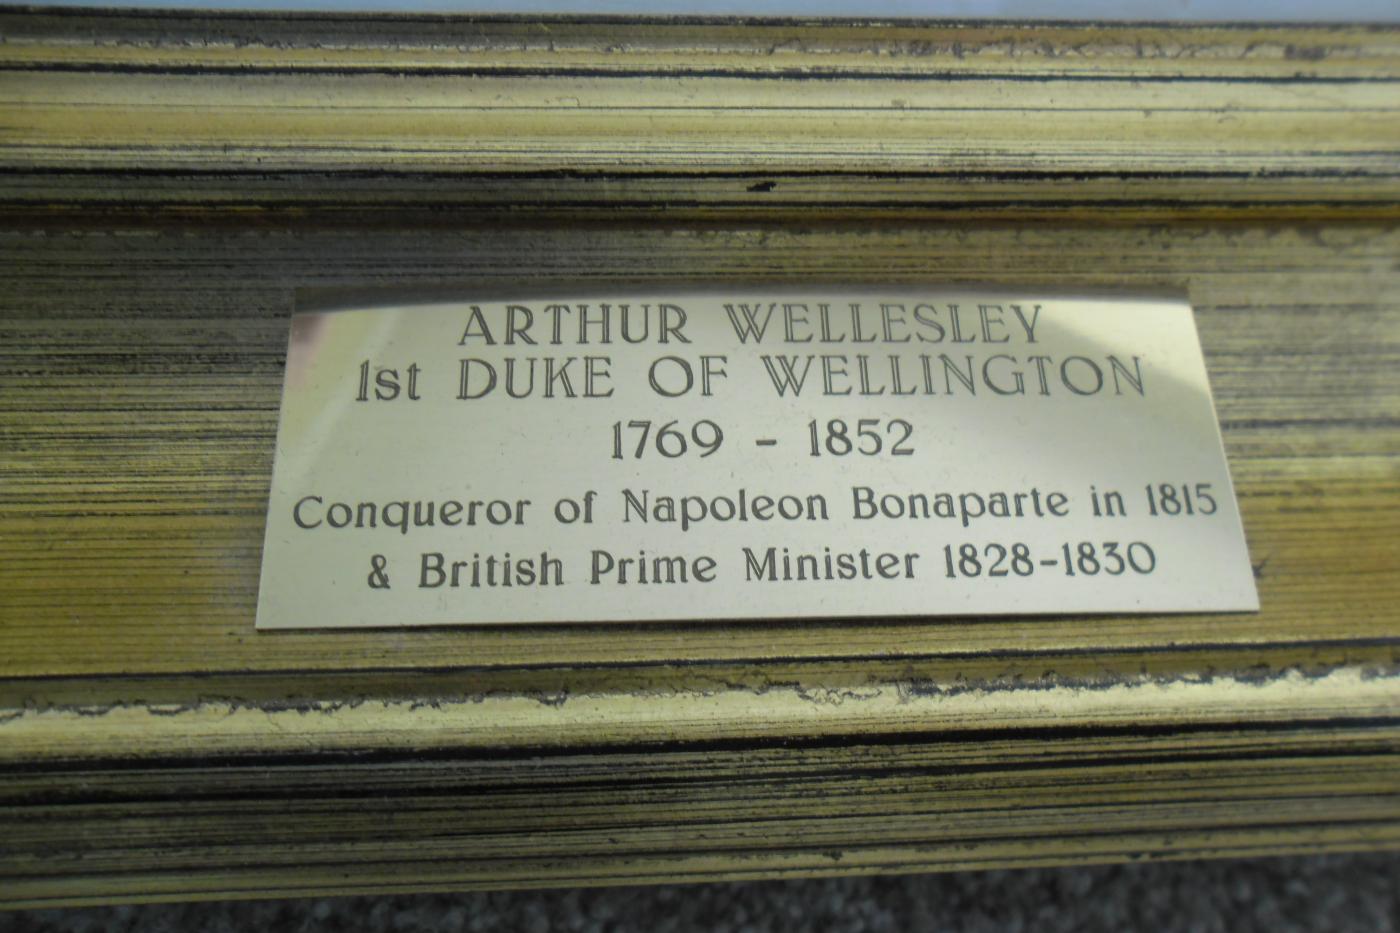 ARTHUR WELLESLEY
1st DUKE OF WELLINGTON
1769 - 1852
Conqueror of Napoleon Bonaparte in 1815
& British Prime Minister 1828-1830